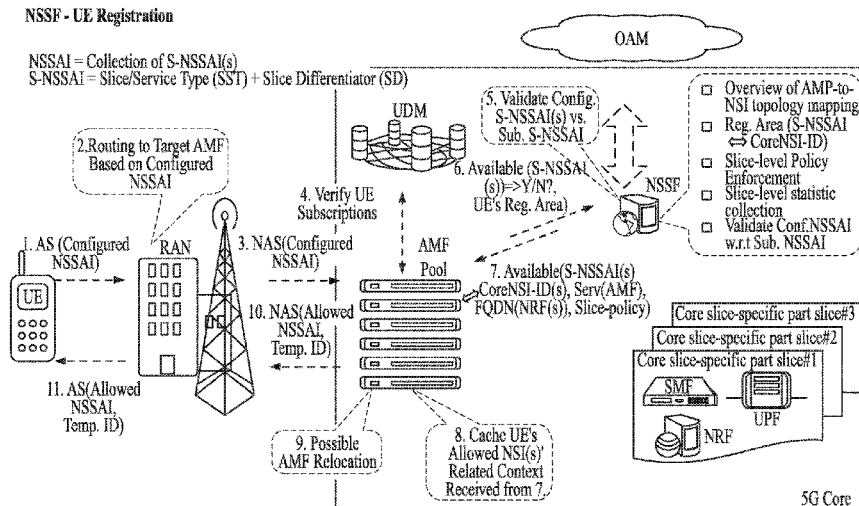 NSSF - UE Registration
OAM
NSSAI = Collection of S-NSSAI(s)
S-NSSAI = Slice/Service Type (SST) + Slice Differentiator (SD)
2.Routing to Target AMF
Based on Configured
NSSAI
UDM
5. Validate Config.
S-NSSAI(s) vs.
Sub. S-NSSAI
Overview of AMP-to-
NSI topology mapping
Reg. Area (S-NSSAI
⇔ CoreNSI-ID)
Slice-level Policy
Enforcement
Slice-level statistic
collection
Validate Conf.NSSAI
w.r.t Sub. NSSAI
NSSF
4. Verify UE
Subscriptions
6. Available (S-NSSAI
(s))=>Y/N?,
UE's Reg. Area)
1. AS (Configured
NSSAI)
RAN
3. NAS(Configured
NSSAI)
AMF
Pool
7. Available(S-NSSAI(s)
CoreNSI-ID(s), Serv(AMF),
FQDN(NRF(s)), Slice-policy)
UE
10. NAS(Allowed
NSSAI,
Temp. ID)
11. AS(Allowed
NSSAI,
Temp. ID)
9. Possible
AMF Relocation
8. Cache UE's
Allowed NSI(s)'
Related Context
Received from 7.
Core slice-specific part slice#3
Core slice-specific part slice#2
Core slice-specific part slice#1
SMF
UPF
NRF
5G Core